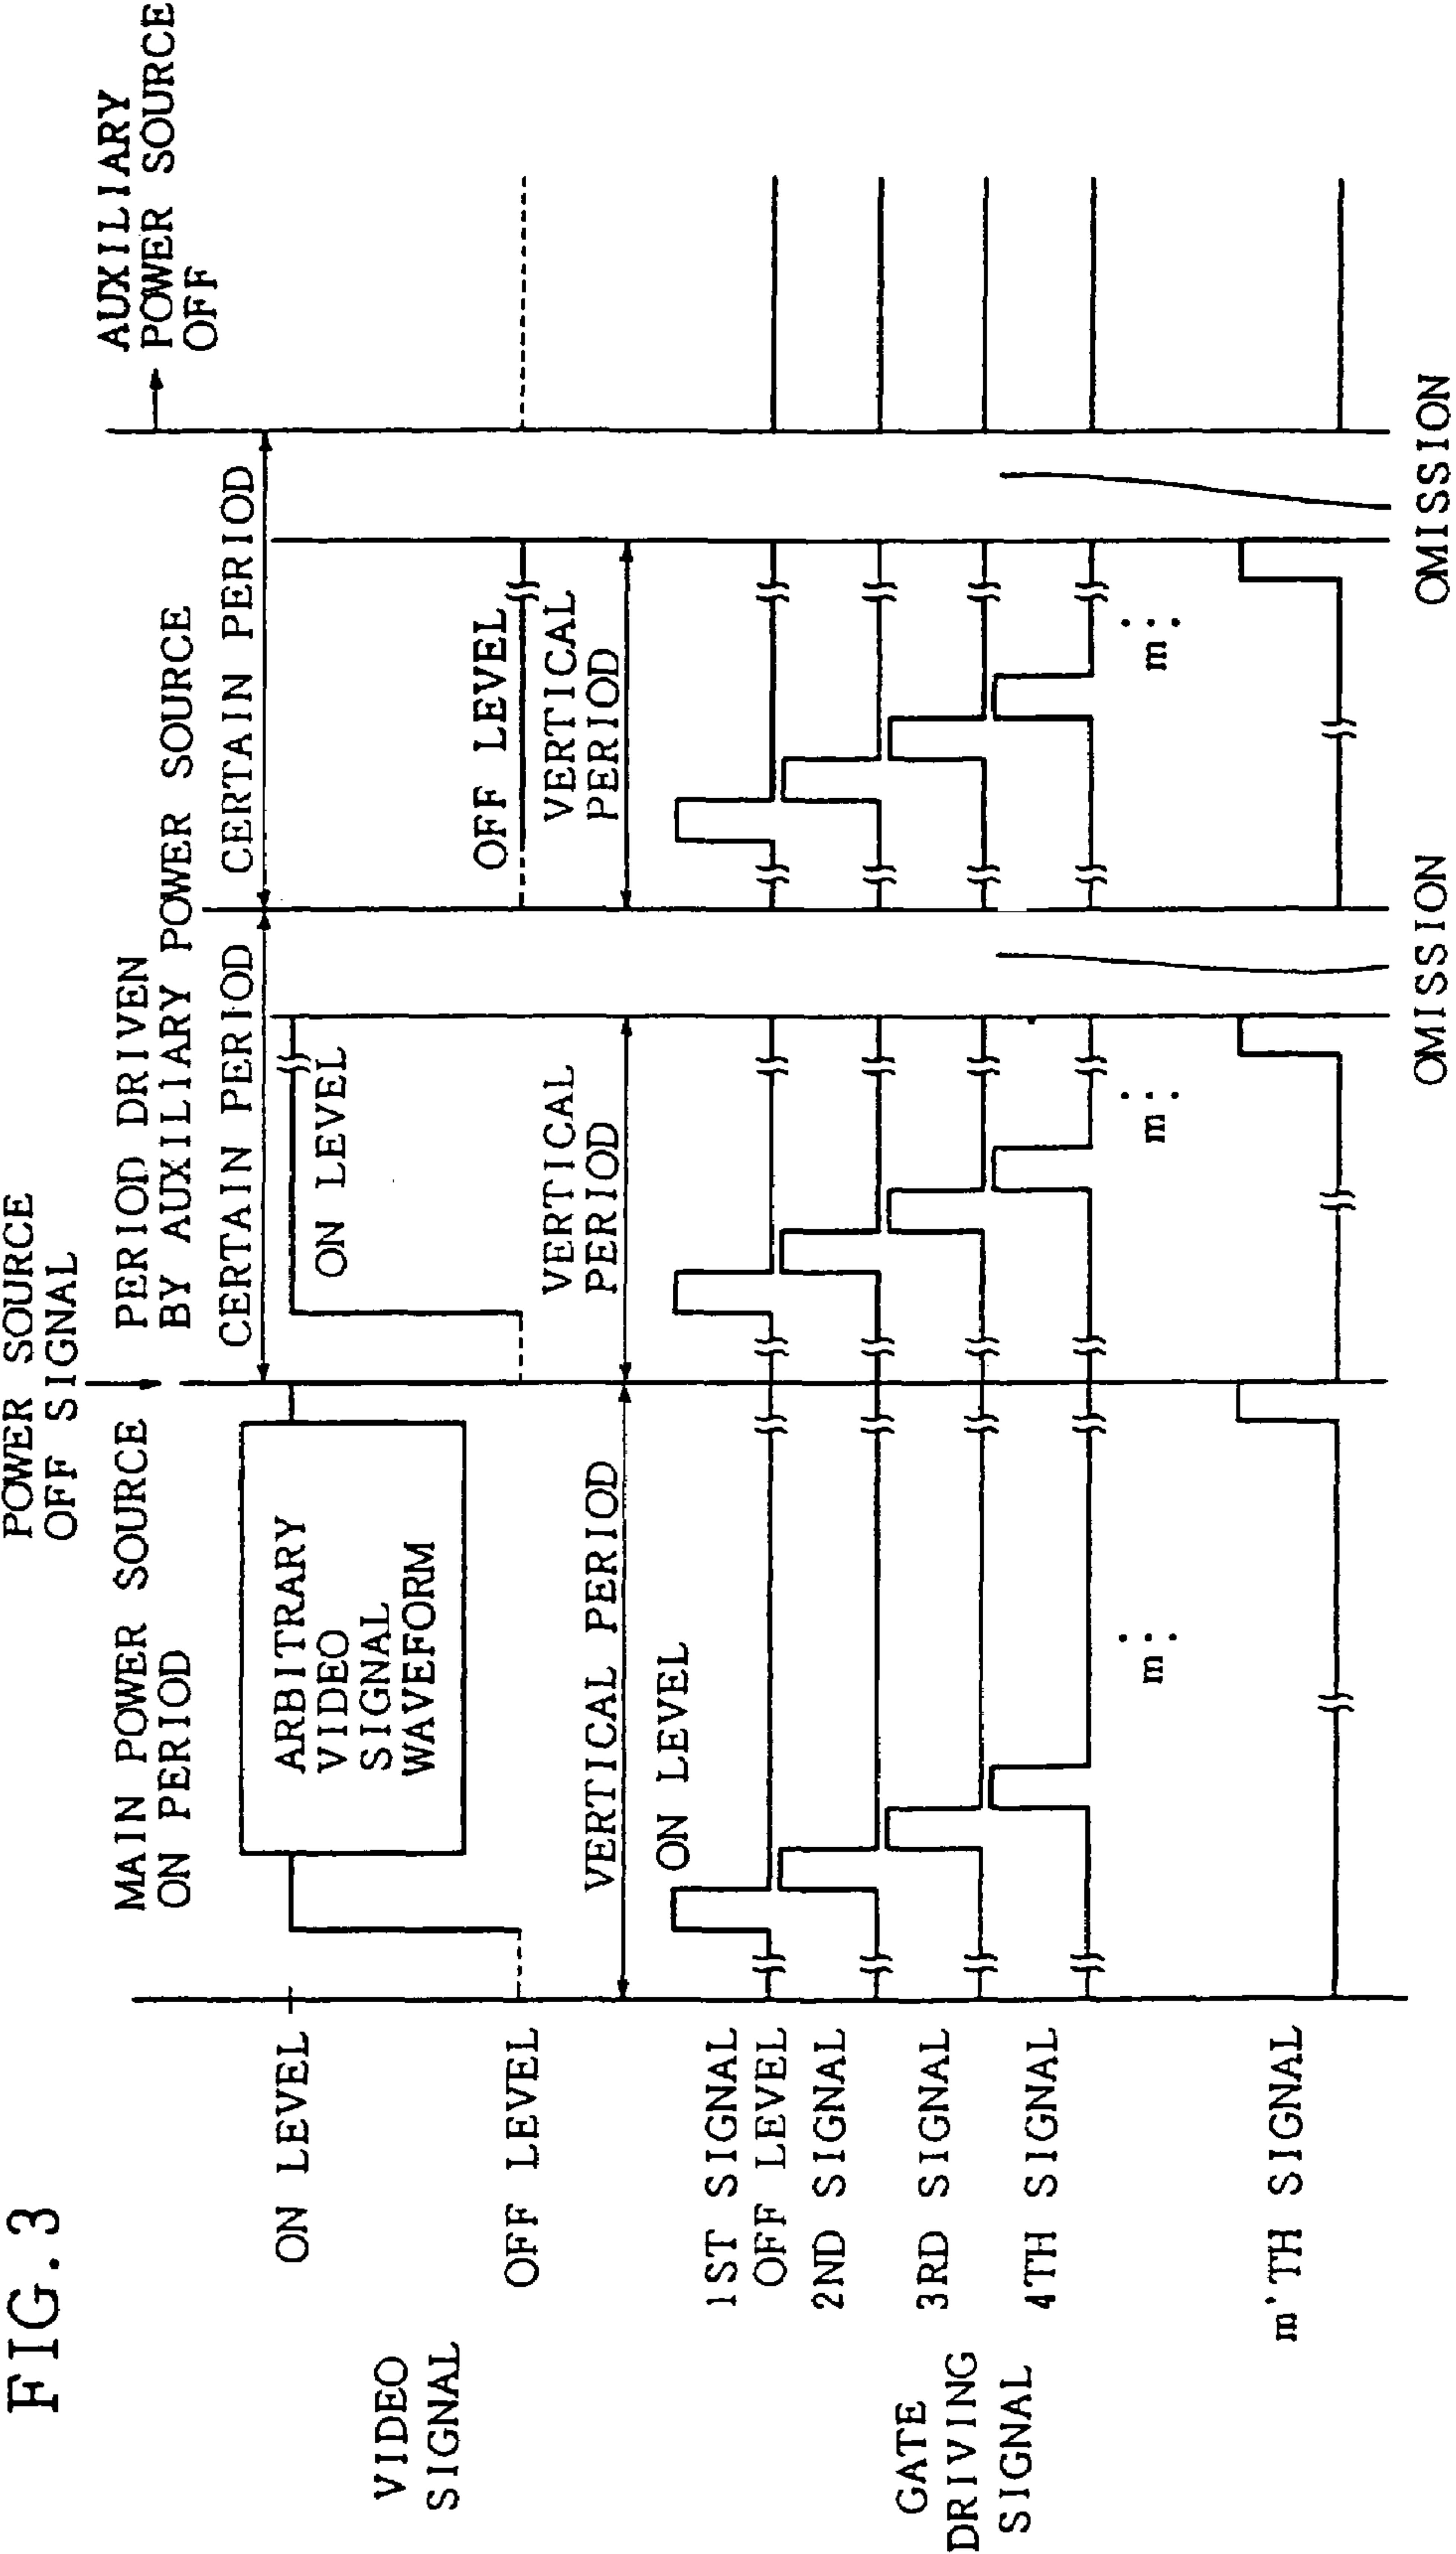 FIG.3
POWER SOURCE
OFF SIGNAL
MAIN POWER SOURCE
ON PERIOD
PERIOD DRIVEN
BY AUXILIARY POWER SOURCE
AUXILIARY
POWER SOURCE
OFF
CERTAIN PERIOD
CERTAIN PERIOD
VIDEO
SIGNAL
ON LEVEL
OFF LEVEL
ARBITRARY
VIDEO
SIGNAL
WAVEFORM
ON LEVEL
OFF LEVEL
VERTICAL PERIOD
VERTICAL
PERIOD
VERTICAL
PERIOD
ON LEVEL
GATE
DRIVING
SIGNAL
1ST SIGNAL
OFF LEVEL
2ND SIGNAL
3RD SIGNAL
4TH SIGNAL
m
m
m
m'TH SIGNAL
OMISSION
OMISSION